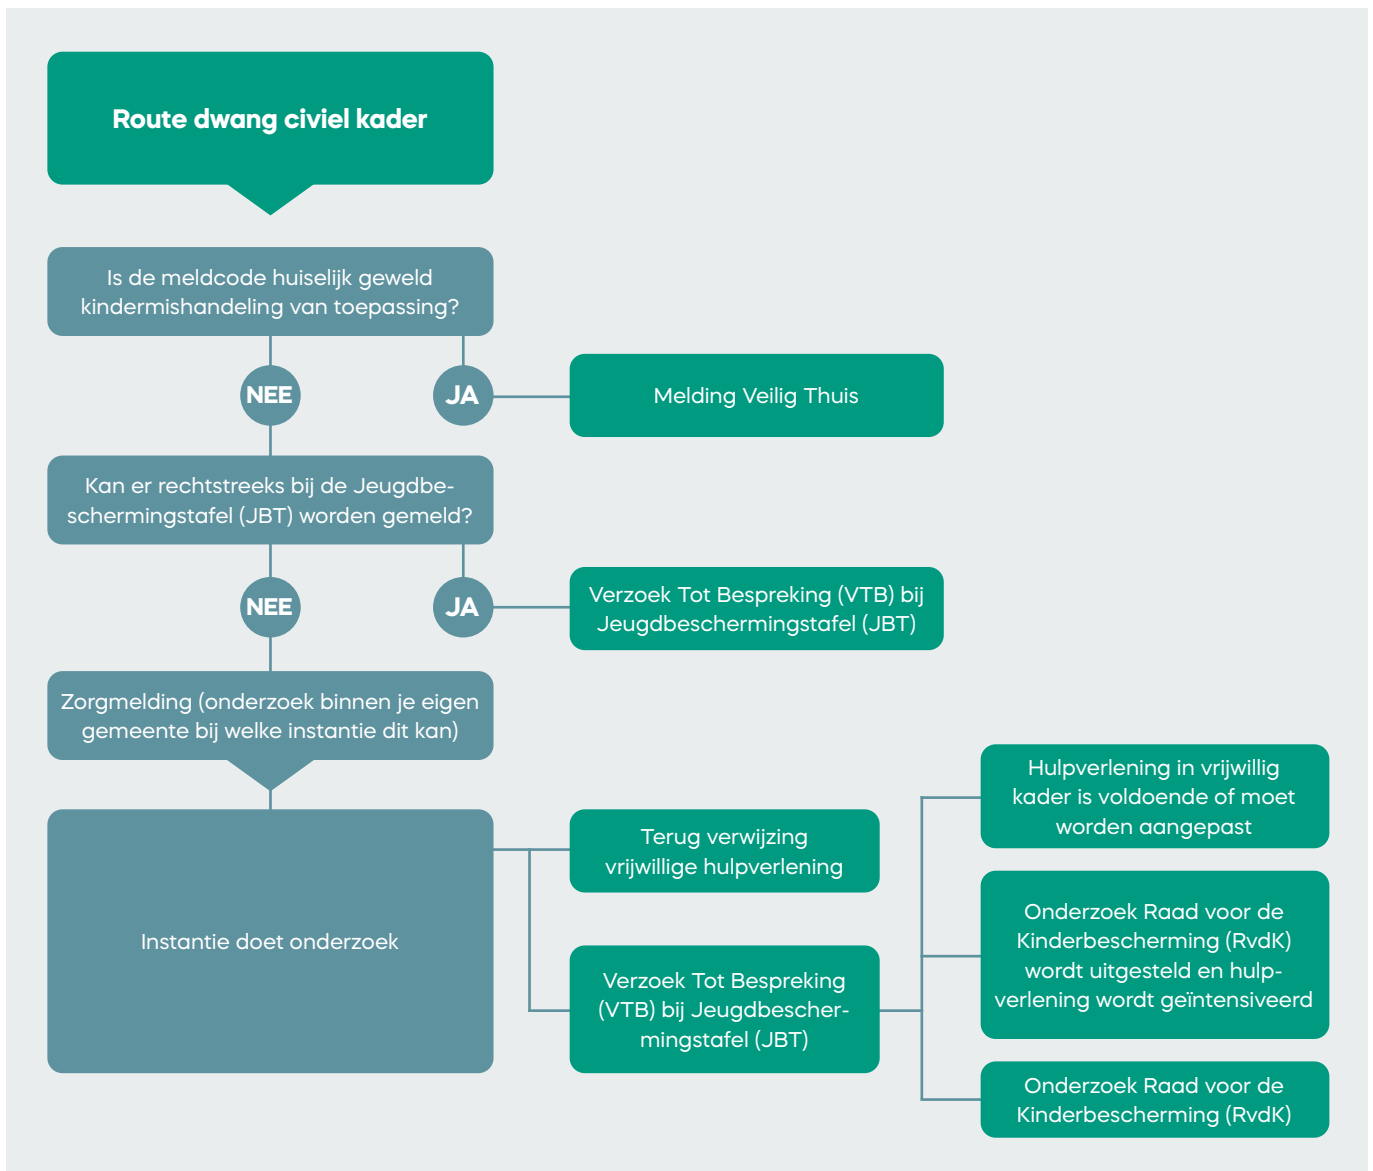 Route dwang civiel kader
Is de meldcode huiselijk geweld
kindermishandeling van toepassing?
NEE
JA
Melding Veilig Thuis
Kan er rechtstreeks bij de Jeugdbe-
schermingstafel (JBT) worden gemeld?
NEE
JA
Verzoek Tot Bespreking (VTB) bij
Jeugdbeschermingstafel (JBT)
Zorgmelding (onderzoek binnen je eigen
gemeente bij welke instantie dit kan)
Instantie doet onderzoek
Terug verwijzing
vrijwillige hulpverlening
Verzoek Tot Bespreking
(VTB) bij Jeugdbescher-
mingstafel (JBT)
Hulpverlening in vrijwillig
kader is voldoende of moet
worden aangepast
Onderzoek Raad voor de
Kinderbescherming (RvdK)
wordt uitgesteld en hulp-
verlening wordt geïntensiveerd
Onderzoek Raad voor de
Kinderbescherming (RvdK)